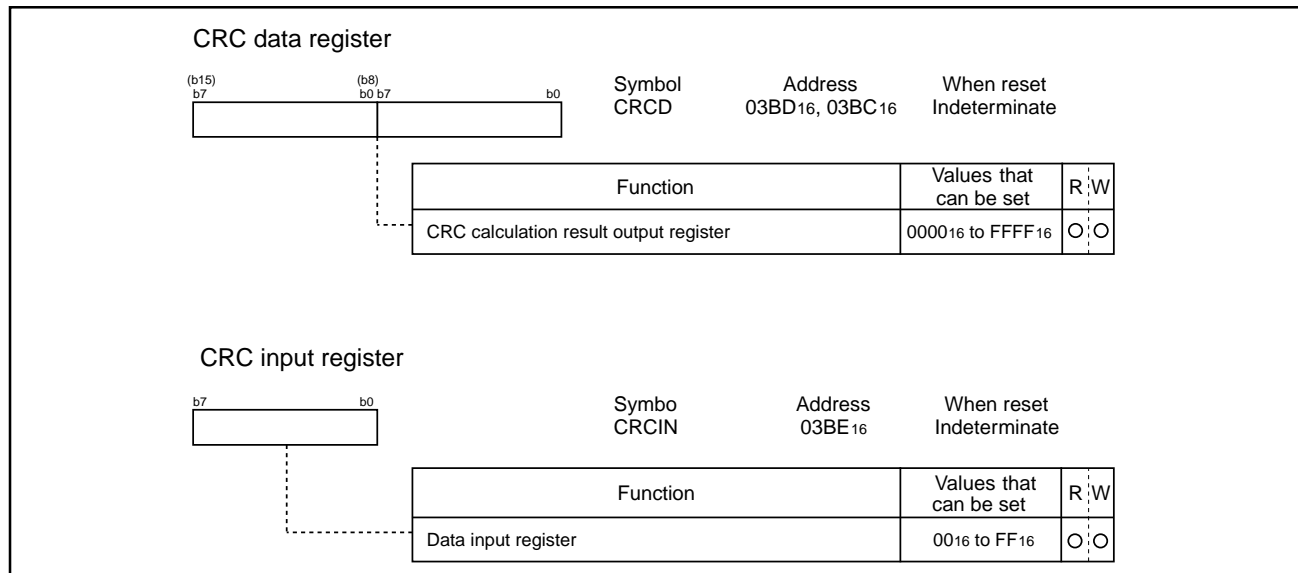 CRC data register
(b15) (b8)
b7 b0 b7 b0
Symbol Address When reset
CRCD 03BD16, 03BC16 Indeterminate
Function Values that can be set R W
CRC calculation result output register 000016 to FFFF16 O O
CRC input register
b7 b0
Symbo Address When reset
CRCIN 03BE16 Indeterminate
Function Values that can be set R W
Data input register 0016 to FF16 O O